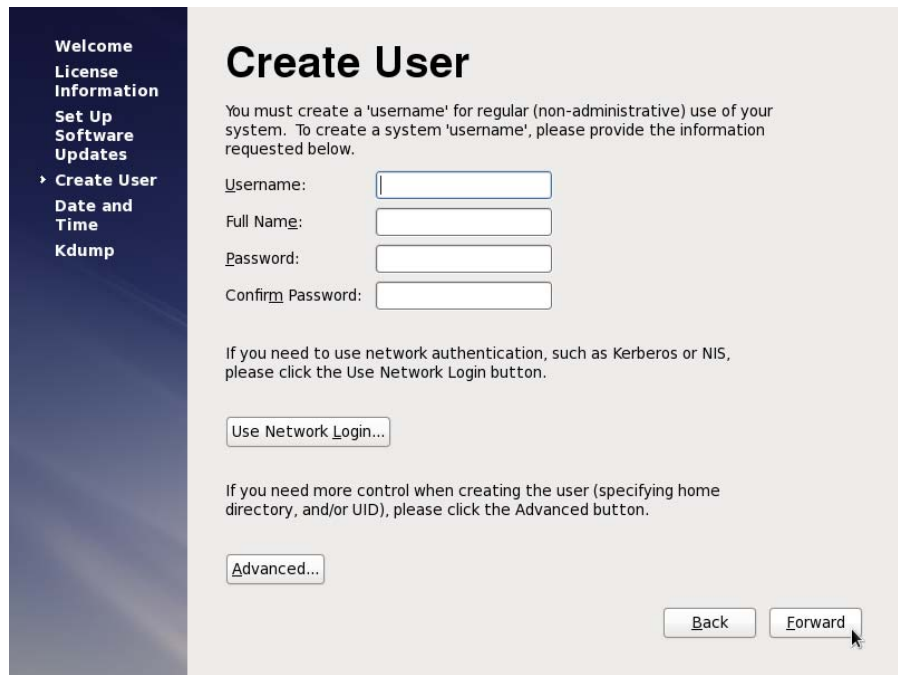 Welcome
License
Information
Set Up
Software
Updates
Create User
Date and
Time
Kdump
Create User
You must create a 'username' for regular (non-administrative) use of your
system.  To create a system 'username', please provide the information
requested below.
Username:
Full Name:
Password:
Confirm Password:
If you need to use network authentication, such as Kerberos or NIS,
please click the Use Network Login button.
Use Network Login...
If you need more control when creating the user (specifying home
directory, and/or UID), please click the Advanced button.
Advanced...
Back
Forward